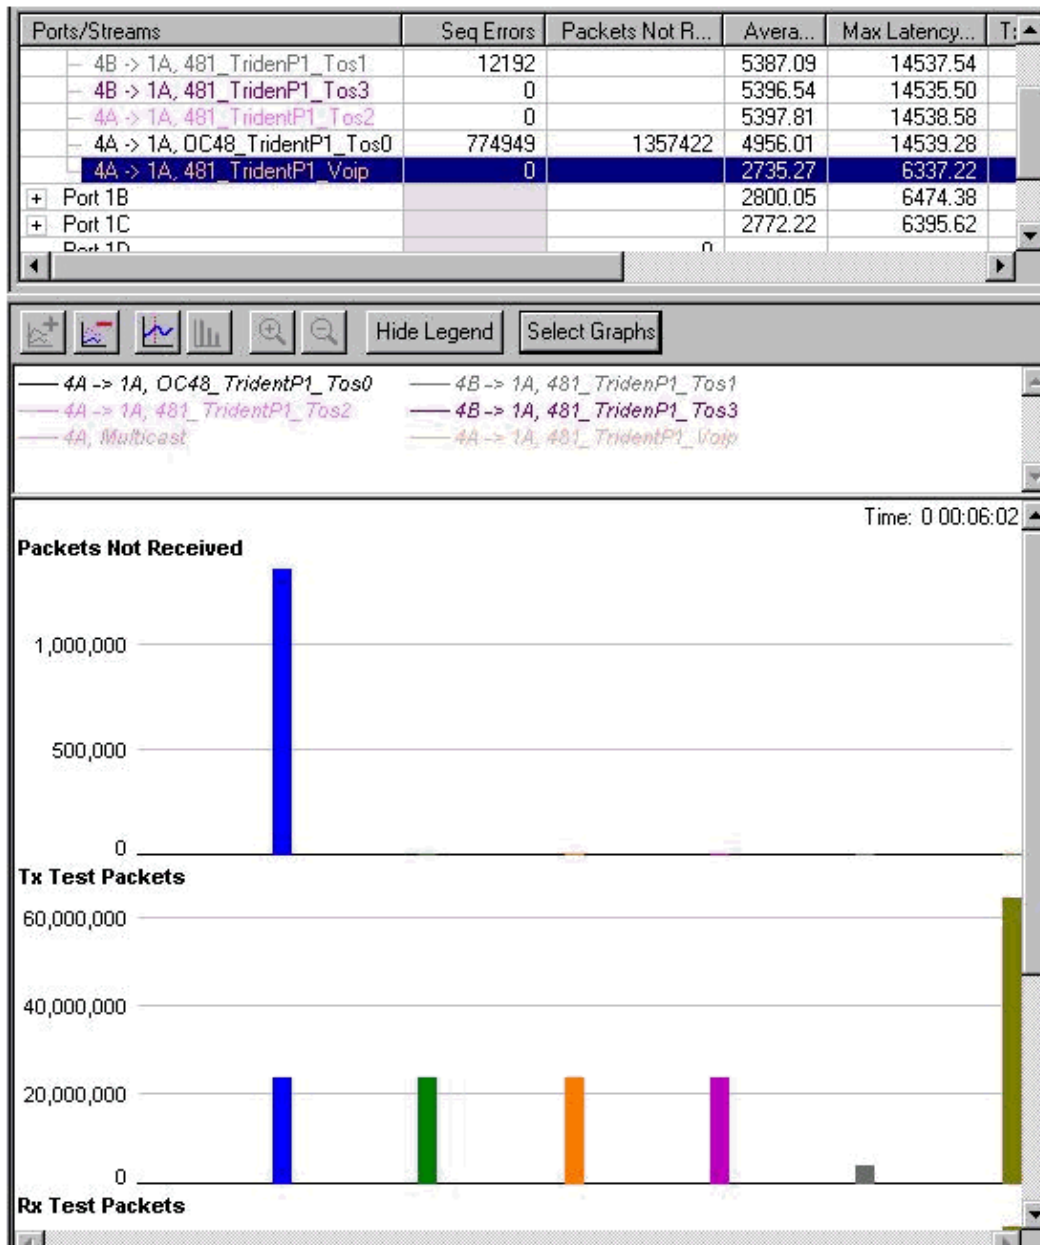 Ports/Streams Seq Errors Packets Not R... Avera... Max Latency... T
4B -> 1A, 481_TridenP1_Tos1 12192 5387.09 14537.54
4B -> 1A, 481_TridenP1_Tos3 0 5396.54 14535.50
4A -> 1A, 481_TridentP1_Tos2 0 5397.81 14538.58
4A -> 1A, OC48_TridentP1_Tos0 774949 1357422 4956.01 14539.28
4A -> 1A, 481_TridentP1_Voip 0 2735.27 6337.22
+ Port 1B 2800.05 6474.38
+ Port 1C 2772.22 6395.62
Port 1D 0
Hide Legend Select Graphs
4A -> 1A, OC48_TridentP1_Tos0 4B -> 1A, 481_TridenP1_Tos1
4A -> 1A, 481_TridentP1_Tos2 4B -> 1A, 481_TridentP1_Tos3
4A, Multicast 4A -> 1A, 481_TridentP1_Voip
Time: 0 00:06:02
Packets Not Received
1,000,000
500,000
0
Tx Test Packets
60,000,000
40,000,000
20,000,000
0
Rx Test Packets